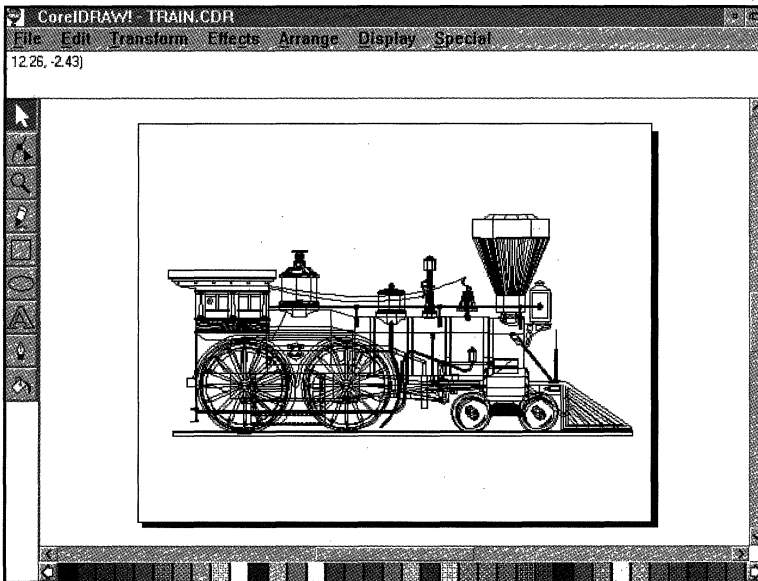 CorelDRAW! - TRAIN.CDR
File Edit Transform Effects Arrange Display Special
12.26, -2.43)